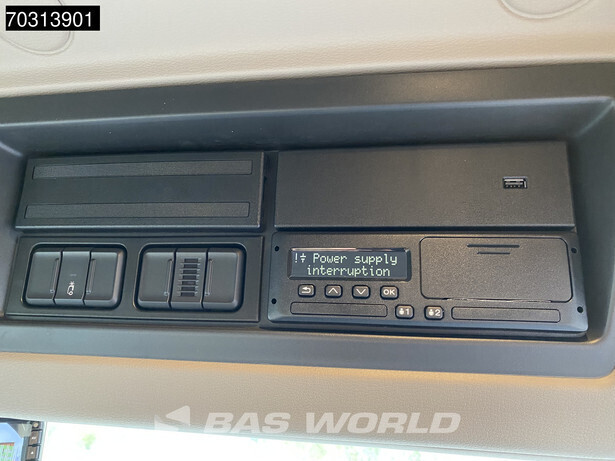 70313901
! Power supply
interruption
OK
1
2
BAS WORLD